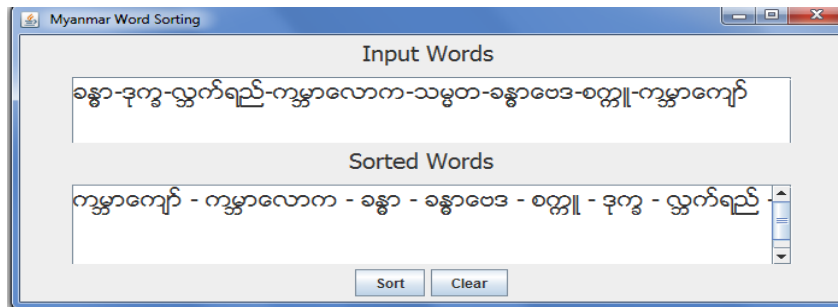 Myanmar Word Sorting
Input Words
ခန္ဓာ-ဒုက္ခ-လ္ဘက်ရည်-ကမ္ဘာလောက-သမ္မတ-ခန္ဓာဗေဒ-စက္ကူ-ကမ္ဘာကျော်
Sorted Words
ကမ္ဘာကျော် - ကမ္ဘာလောက - ခန္ဓာ - ခန္ဓာဗေဒ - စက္ကူ - ဒုက္ခ - လ္ဘက်ရည် -
Sort Clear